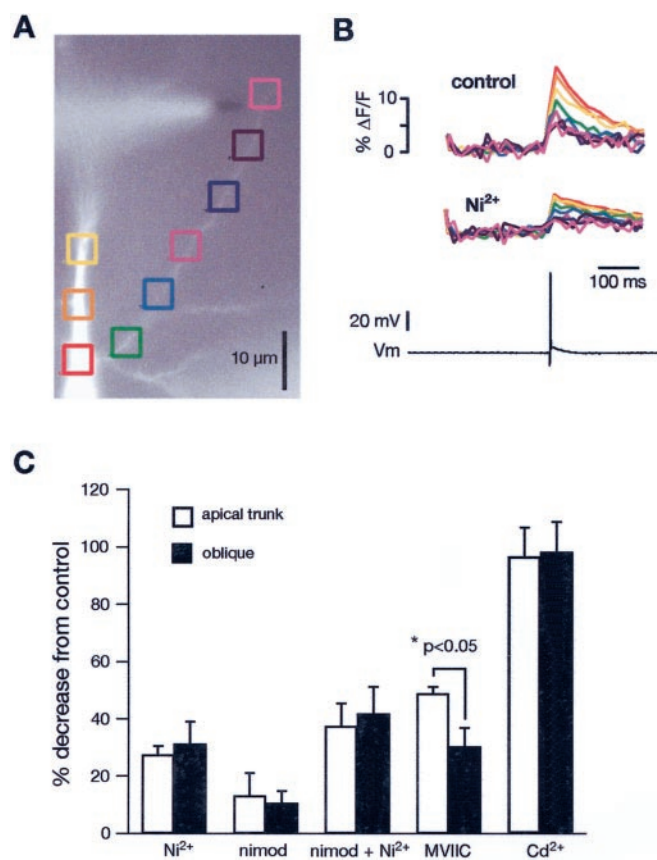 A
10 µm
B
control
10
0
% ΔF/F
Ni²⁺
100 ms
20 mV
Vm
C
120
100
80
60
40
20
0
% decrease from control
apical trunk
oblique
* p<0.05
Ni²⁺ nimod nimod + Ni²⁺ MVIIC Cd²⁺